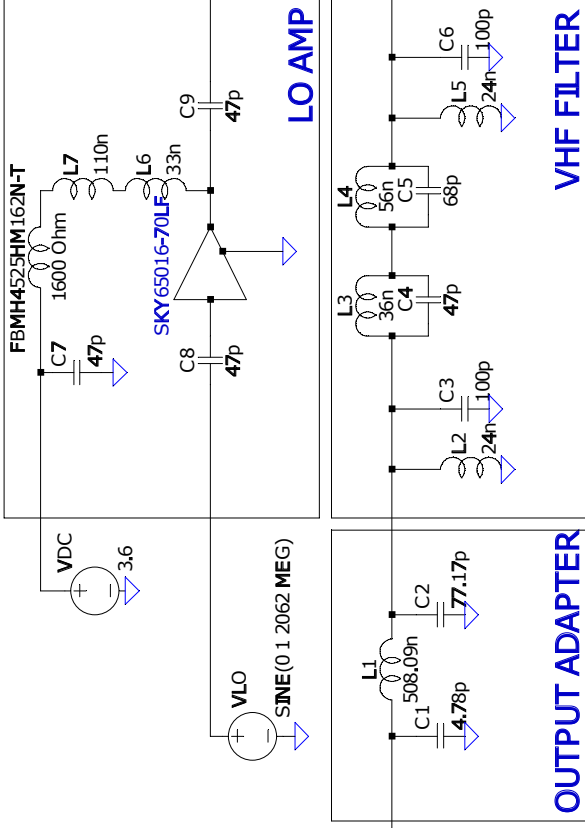 LO AMP
C9
47p
L7
110n
L6
33n
FBMH4525HM162N-T
1600 Ohm
SKY65016-70LF
C7
47p
C8
47p
VDC
3.6
VLO
SINE(0 1 2062 MEG)
VHF FILTER
C6
100p
L5
24n
L4
56n
C5
68p
L3
36n
C4
47p
C3
100p
L2
24n
OUTPUT ADAPTER
C2
77.17p
L1
508.09n
C1
4.78p